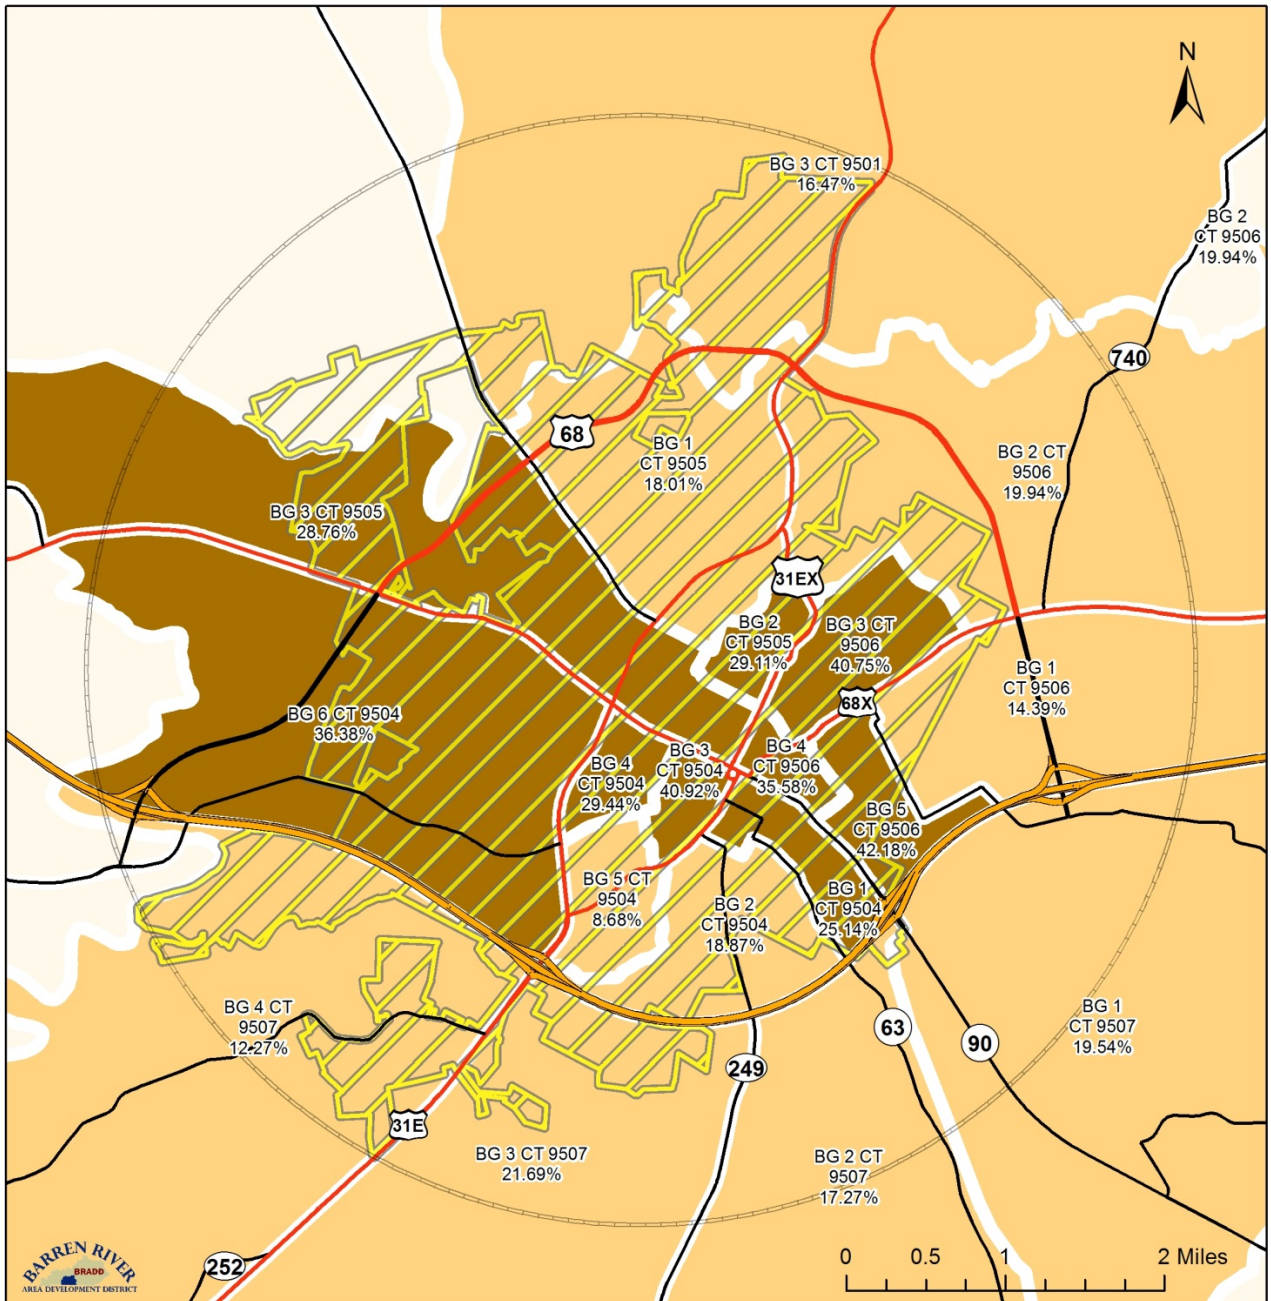 N
BG 3 CT 9501
16.47%
BG 2
CT 9506
19.94%
740
68
BG 1
CT 9505
18.01%
BG 2 CT
9506
19.94%
BG 3 CT 9505
28.76%
31EX
BG 2
CT 9505
29.11%
BG 3 CT
9506
40.75%
BG 1
CT 9506
14.39%
68X
BG 6 CT 9504
36.38%
BG 4
CT 9504
29.44%
BG 3
CT 9504
40.92%
BG 4
CT 9506
35.58%
BG 5
CT 9506
42.18%
BG 5 CT
9504
8.68%
BG 2
CT 9504
18.87%
BG 1
CT 9504
25.14%
BG 4 CT
9507
12.27%
BG 1
CT 9507
19.54%
63
90
249
31E
BG 3 CT 9507
21.69%
BG 2 CT
9507
17.27%
252
BARREN RIVER
BRADD
AREA DEVELOPMENT DISTRICT
0 0.5 1 2 Miles